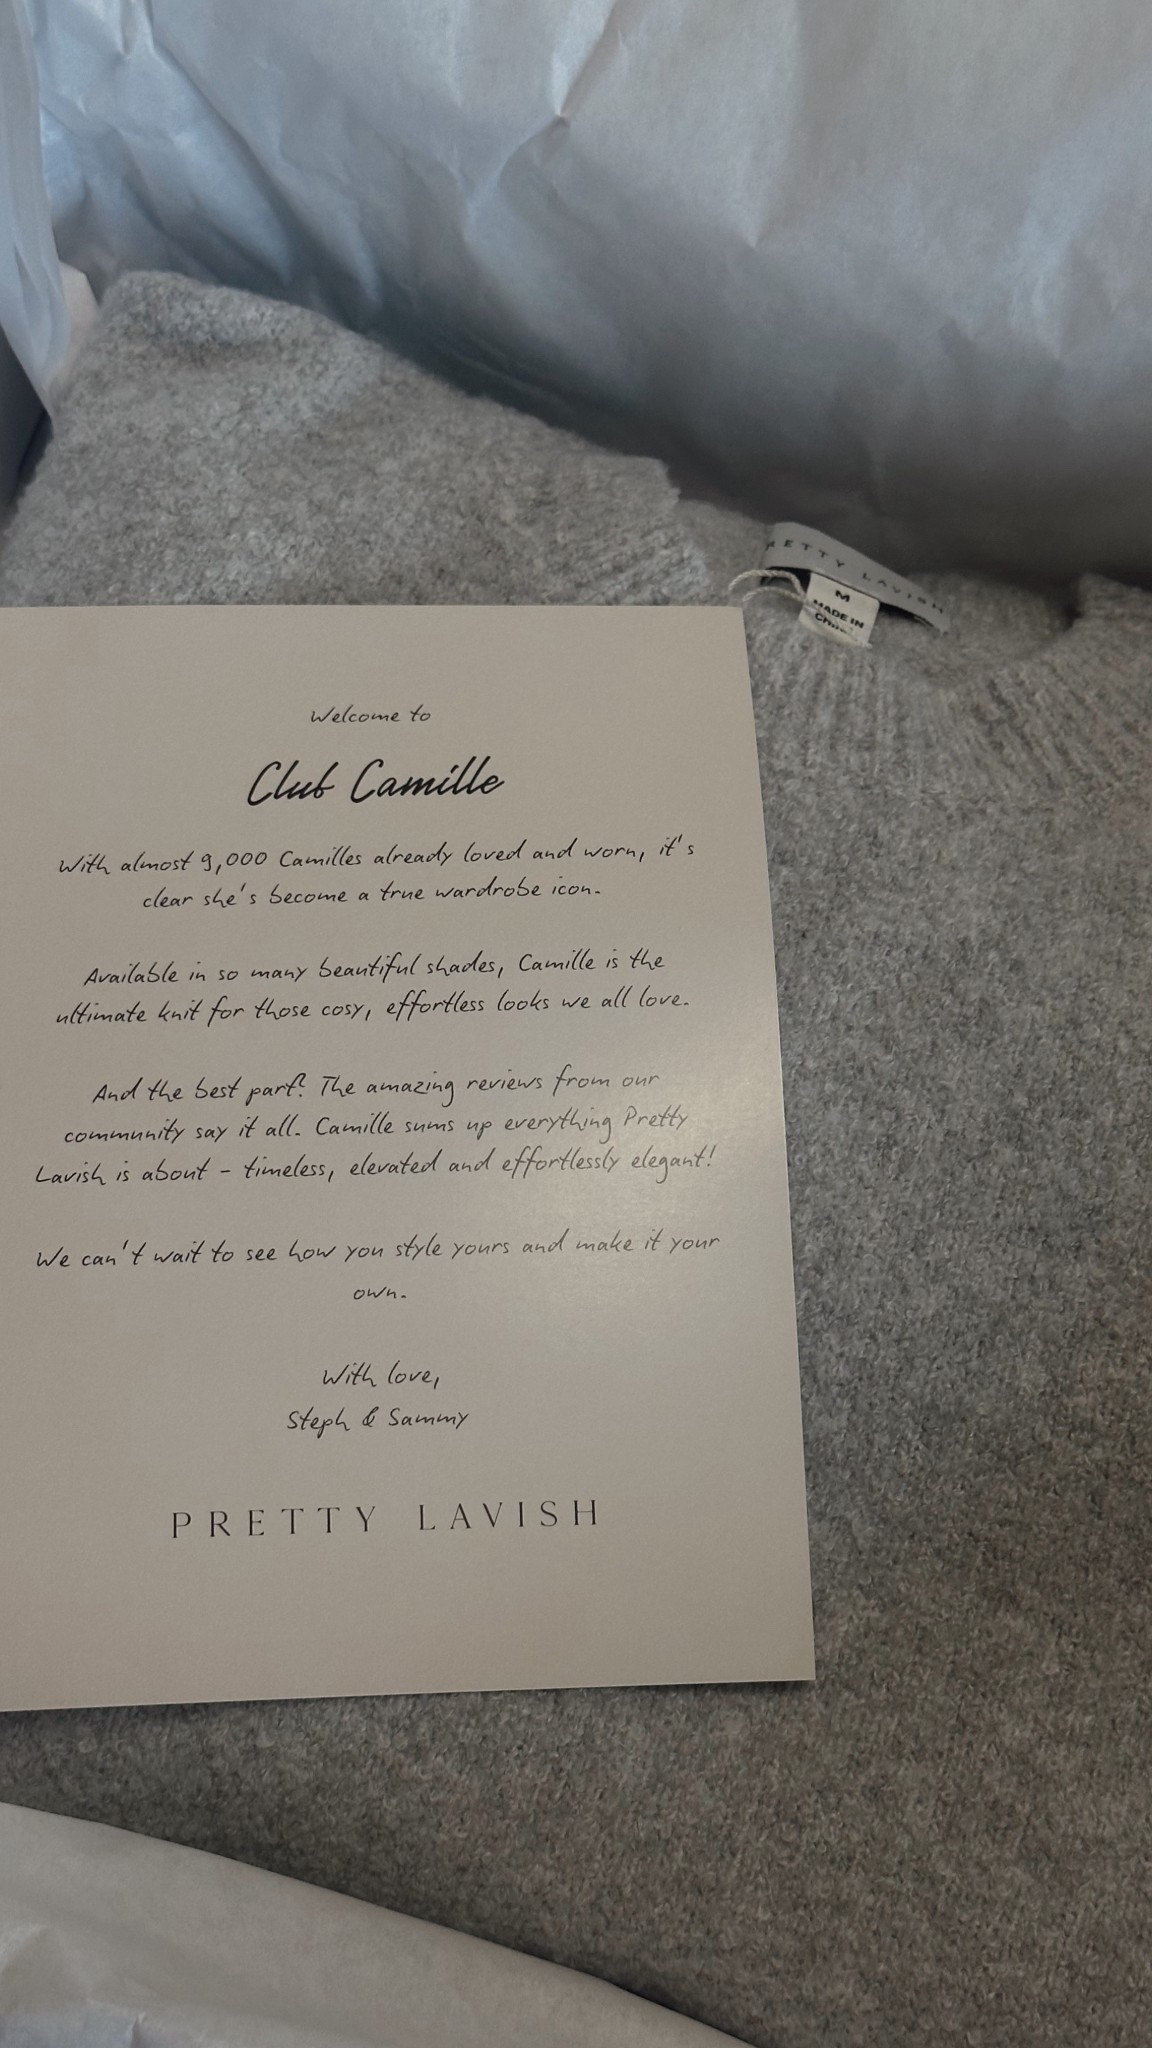 PRETTY LAVISH
M
MADE IN
China
Welcome to
Club Camille
With almost 9,000 Camilles already loved and worn, it's
clear she's become a true wardrobe icon.
Available in so many beautiful shades, Camille is the
ultimate knit for those cosy, effortless looks we all love.
And the best part? The amazing reviews from our
community say it all. Camille sums up everything Pretty
Lavish is about - timeless, elevated and effortlessly elegant!
We can't wait to see how you style yours and make it your
own.
With love,
Steph & Sammy
PRETTY LAVISH